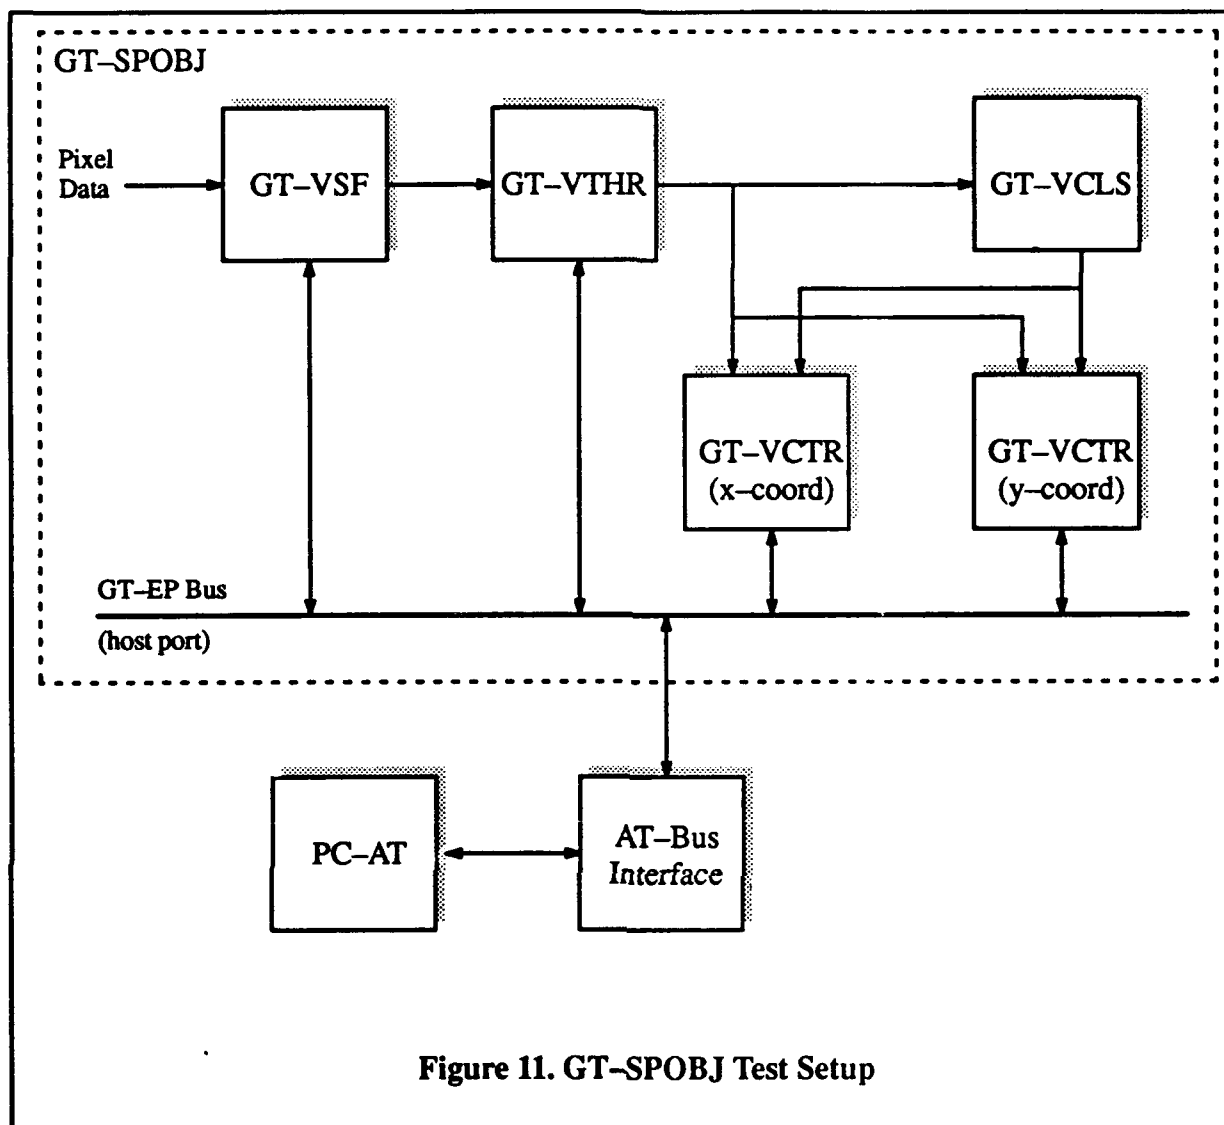 GT–SPOBJ
Pixel
Data
GT–VSF
GT–VTHR
GT–VCLS
GT–VCTR
(x–coord)
GT–VCTR
(y–coord)
GT–EP Bus
(host port)
PC–AT
AT–Bus
Interface
Figure 11. GT–SPOBJ Test Setup